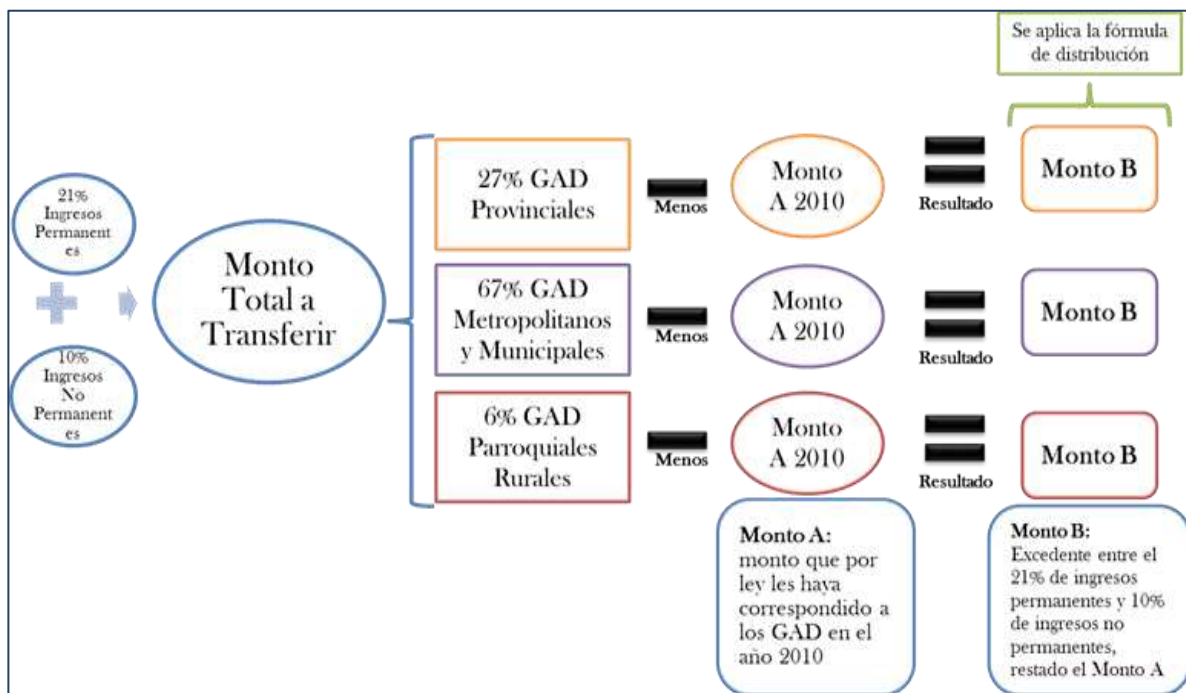 Se aplica la fórmula
de distribución
21%
Ingresos
Permanent
es
10%
Ingresos
No
Permanent
es
Monto
Total a
Transferir
27% GAD
Provinciales
Menos
Monto
A 2010
Resultado
Monto B
67% GAD
Metropolitanos
y Municipales
Menos
Monto
A 2010
Resultado
Monto B
6% GAD
Parroquiales
Rurales
Menos
Monto
A 2010
Resultado
Monto B
Monto A:
monto que por
ley les haya
correspondido a
los GAD en el
año 2010
Monto B:
Excedente entre el
21% de ingresos
permanentes y 10%
de ingresos no
permanentes,
restado el Monto A